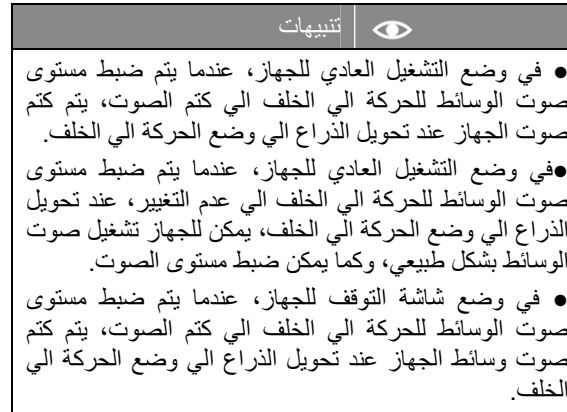 تنبيهات
● في وضع التشغيل العادي للجهاز، عندما يتم ضبط مستوى
صوت الوسائط للحركة الي الخلف الي كتم الصوت، يتم كتم
صوت الجهاز عند تحويل الذراع الي وضع الحركة الي الخلف.
●في وضع التشغيل العادي للجهاز، عندما يتم ضبط مستوى
صوت الوسائط للحركة الي الخلف الي عدم التغيير، عند تحويل
الذراع الي وضع الحركة الي الخلف، يمكن للجهاز تشغيل صوت
الوسائط بشكل طبيعي، وكما يمكن ضبط مستوى الصوت.
● في وضع شاشة التوقف للجهاز، عندما يتم ضبط مستوى
صوت الوسائط للحركة الي الخلف الي كتم الصوت، يتم كتم
صوت وسائط الجهاز عند تحويل الذراع الي وضع الحركة الي
الخلف.